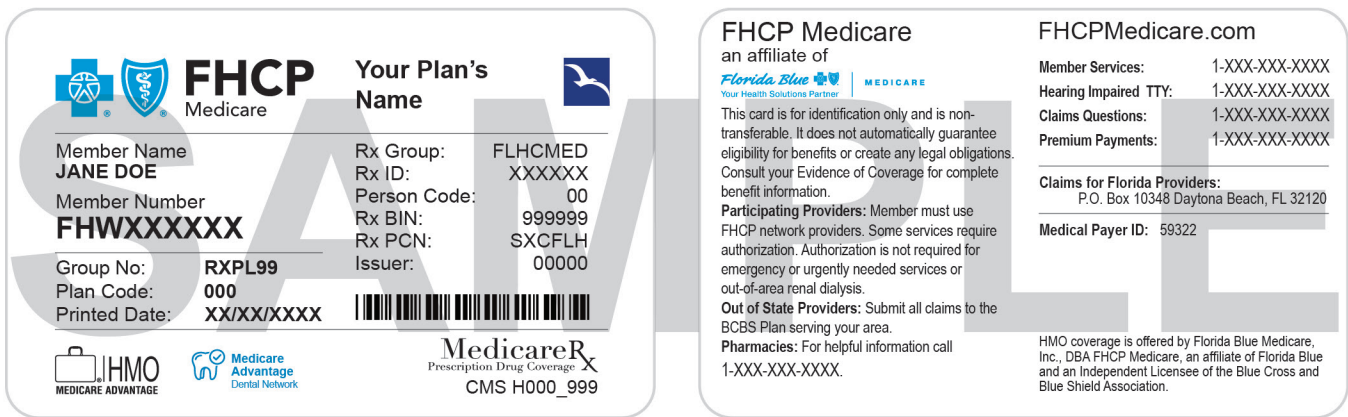 FHCP
Medicare
Your Plan's
Name
Member Name
JANE DOE
Member Number
FHWXXXXXX
Group No: RXPL99
Plan Code: 000
Printed Date: XX/XX/XXXX
Rx Group: FLHCMED
Rx ID: XXXXXX
Person Code: 00
Rx BIN: 999999
Rx PCN: SXCFLH
Issuer: 00000
HMO
MEDICARE ADVANTAGE
Medicare
Advantage
Dental Network
MedicareRx
Prescription Drug Coverage
CMS H000_999
FHCP Medicare
an affiliate of
Florida Blue MEDICARE
Your Health Solutions Partner
This card is for identification only and is non-
transferable. It does not automatically guarantee
eligibility for benefits or create any legal obligations.
Consult your Evidence of Coverage for complete
benefit information.
Participating Providers: Member must use
FHCP network providers. Some services require
authorization. Authorization is not required for
emergency or urgently needed services or
out-of-area renal dialysis.
Out of State Providers: Submit all claims to the
BCBS Plan serving your area.
Pharmacies: For helpful information call
1-XXX-XXX-XXXX.
FHCPMedicare.com
Member Services: 1-XXX-XXX-XXXX
Hearing Impaired TTY: 1-XXX-XXX-XXXX
Claims Questions: 1-XXX-XXX-XXXX
Premium Payments: 1-XXX-XXX-XXXX
Claims for Florida Providers:
P.O. Box 10348 Daytona Beach, FL 32120
Medical Payer ID: 59322
HMO coverage is offered by Florida Blue Medicare,
Inc., DBA FHCP Medicare, an affiliate of Florida Blue
and an Independent Licensee of the Blue Cross and
Blue Shield Association.
SAMPLE